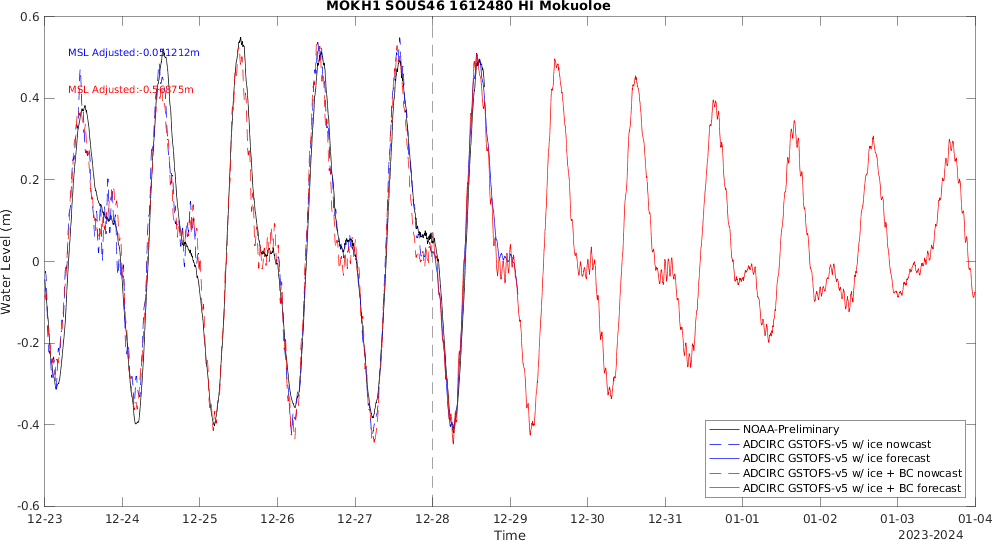 MOKH1 SOUS46 1612480 HI Mokuoloe
0.6
MSL Adjusted:-0.051212m
MSL Adjusted:-0.56875m
0.4
0.2
0
-0.2
-0.4
-0.6
Water Level (m)
NOAA-Preliminary
ADCIRC GSTOFS-v5 w/ ice nowcast
ADCIRC GSTOFS-v5 w/ ice forecast
ADCIRC GSTOFS-v5 w/ ice + BC nowcast
ADCIRC GSTOFS-v5 w/ ice + BC forecast
12-23 12-24 12-25 12-26 12-27 12-28 12-29 12-30 12-31 01-01 01-02 01-03 01-04
Time
2023-2024